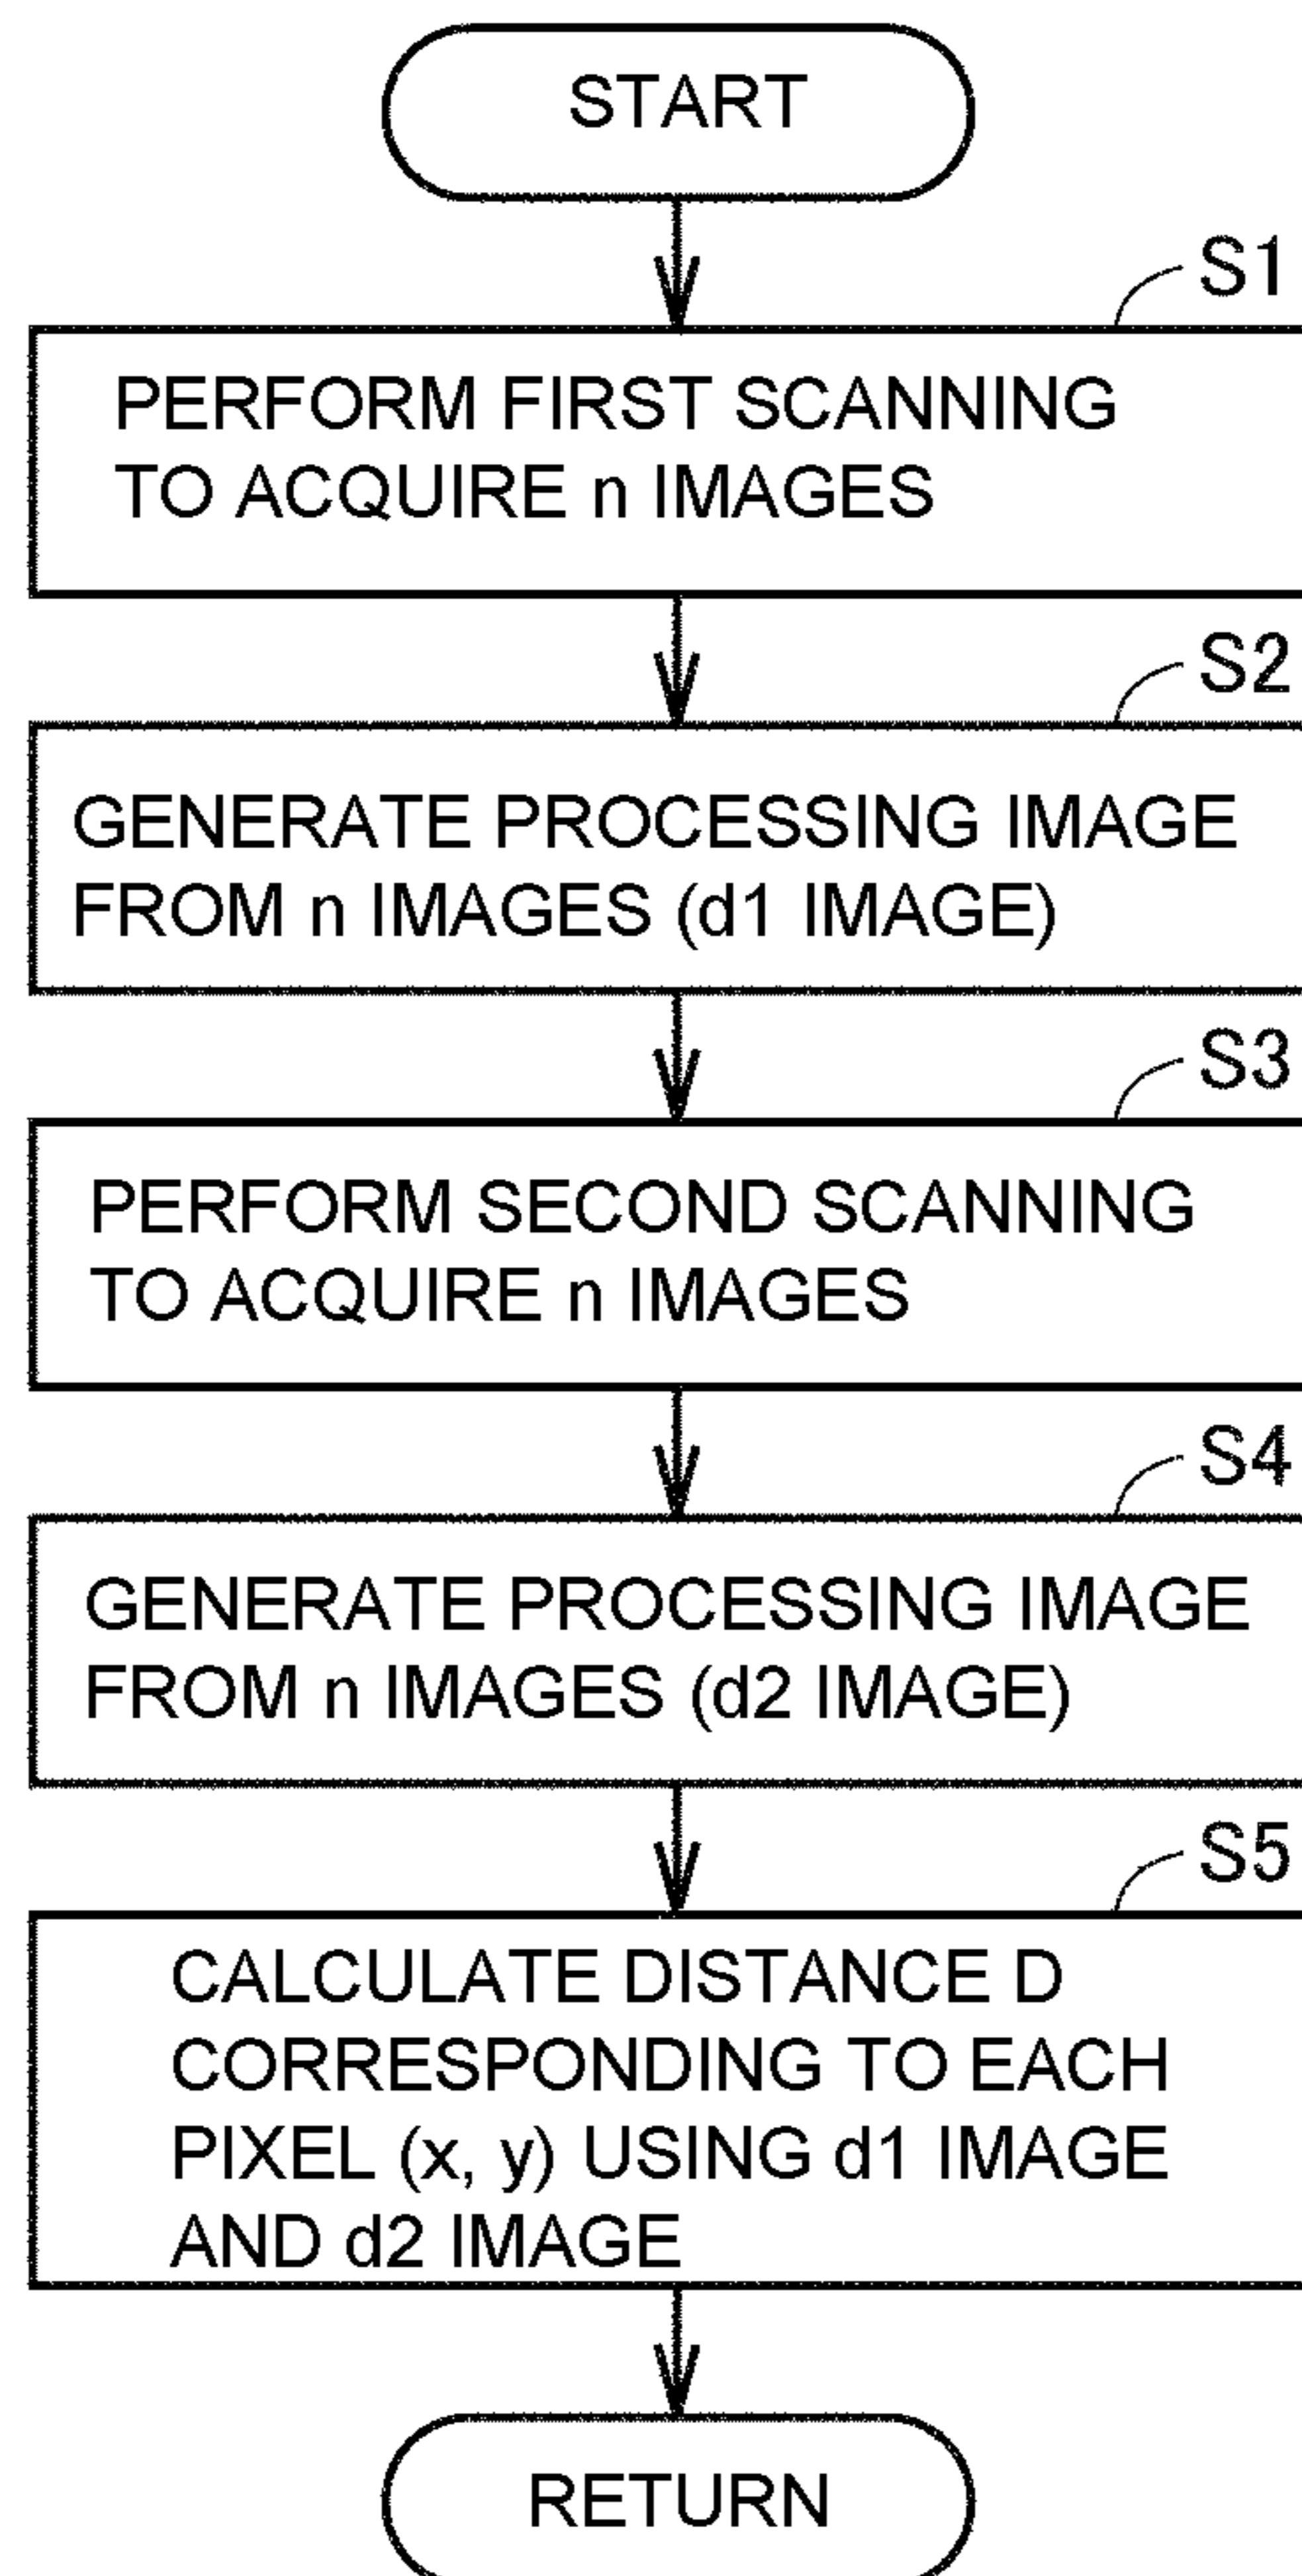 START
S1
PERFORM FIRST SCANNING
TO ACQUIRE n IMAGES
S2
GENERATE PROCESSING IMAGE
FROM n IMAGES (d1 IMAGE)
S3
PERFORM SECOND SCANNING
TO ACQUIRE n IMAGES
S4
GENERATE PROCESSING IMAGE
FROM n IMAGES (d2 IMAGE)
S5
CALCULATE DISTANCE D
CORRESPONDING TO EACH
PIXEL (x, y) USING d1 IMAGE
AND d2 IMAGE
RETURN